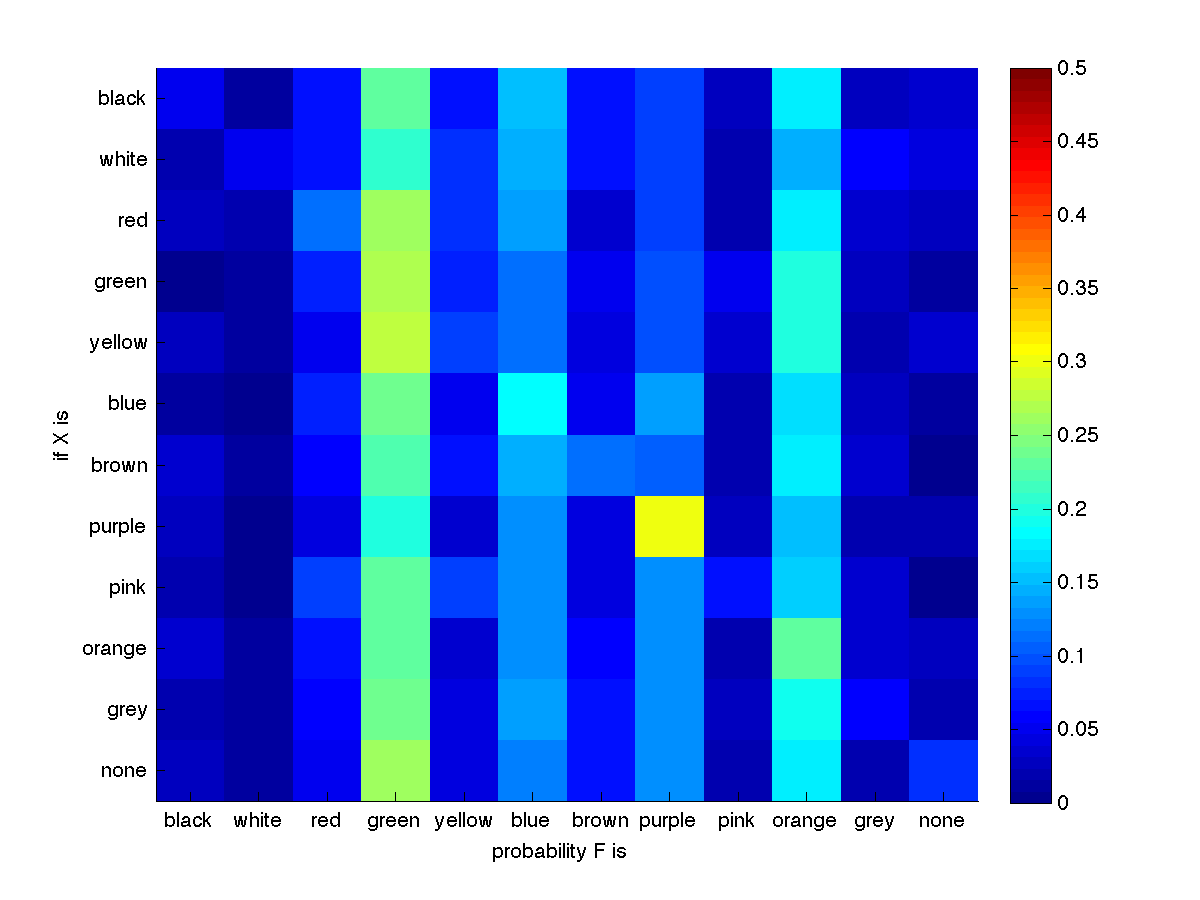 black
white
red
green
yellow
blue
brown
purple
pink
orange
grey
none
if X is
black white red green yellow blue brown purple pink orange grey none
probability F is
0.5
0.45
0.4
0.35
0.3
0.25
0.2
0.15
0.1
0.05
0